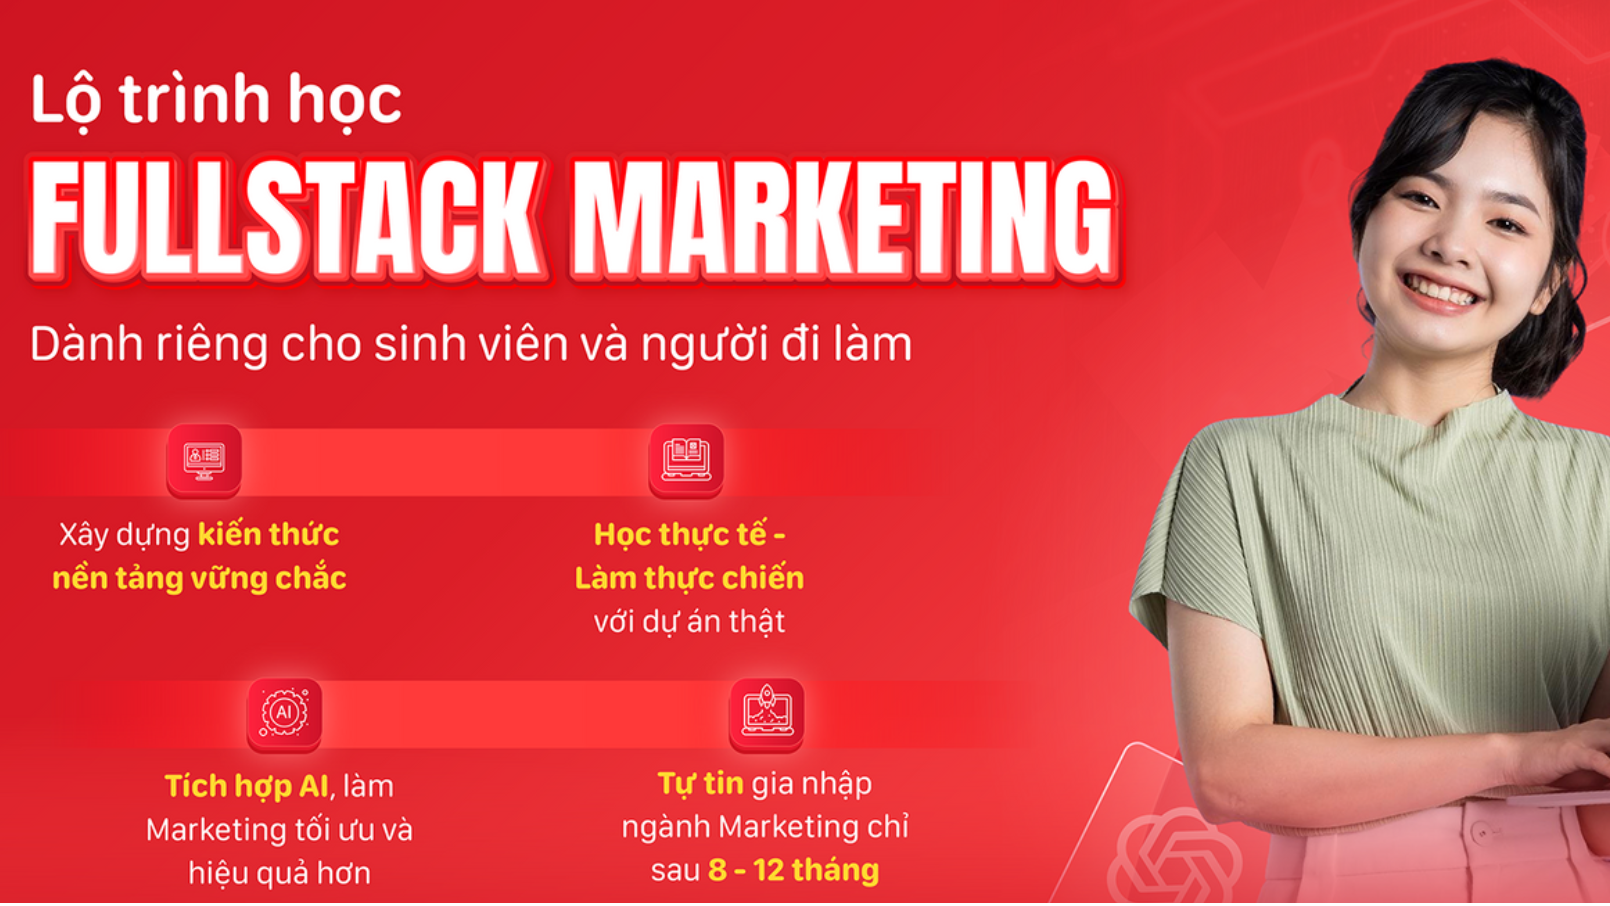 Lộ trình học
FULLSTACK MARKETING
Dành riêng cho sinh viên và người đi làm
Xây dựng kiến thức
nền tảng vững chắc
Học thực tế -
Làm thực chiến
với dự án thật
AI
Tích hợp AI, làm
Marketing tối ưu và
hiệu quả hơn
Tự tin gia nhập
ngành Marketing chỉ
sau 8 - 12 tháng